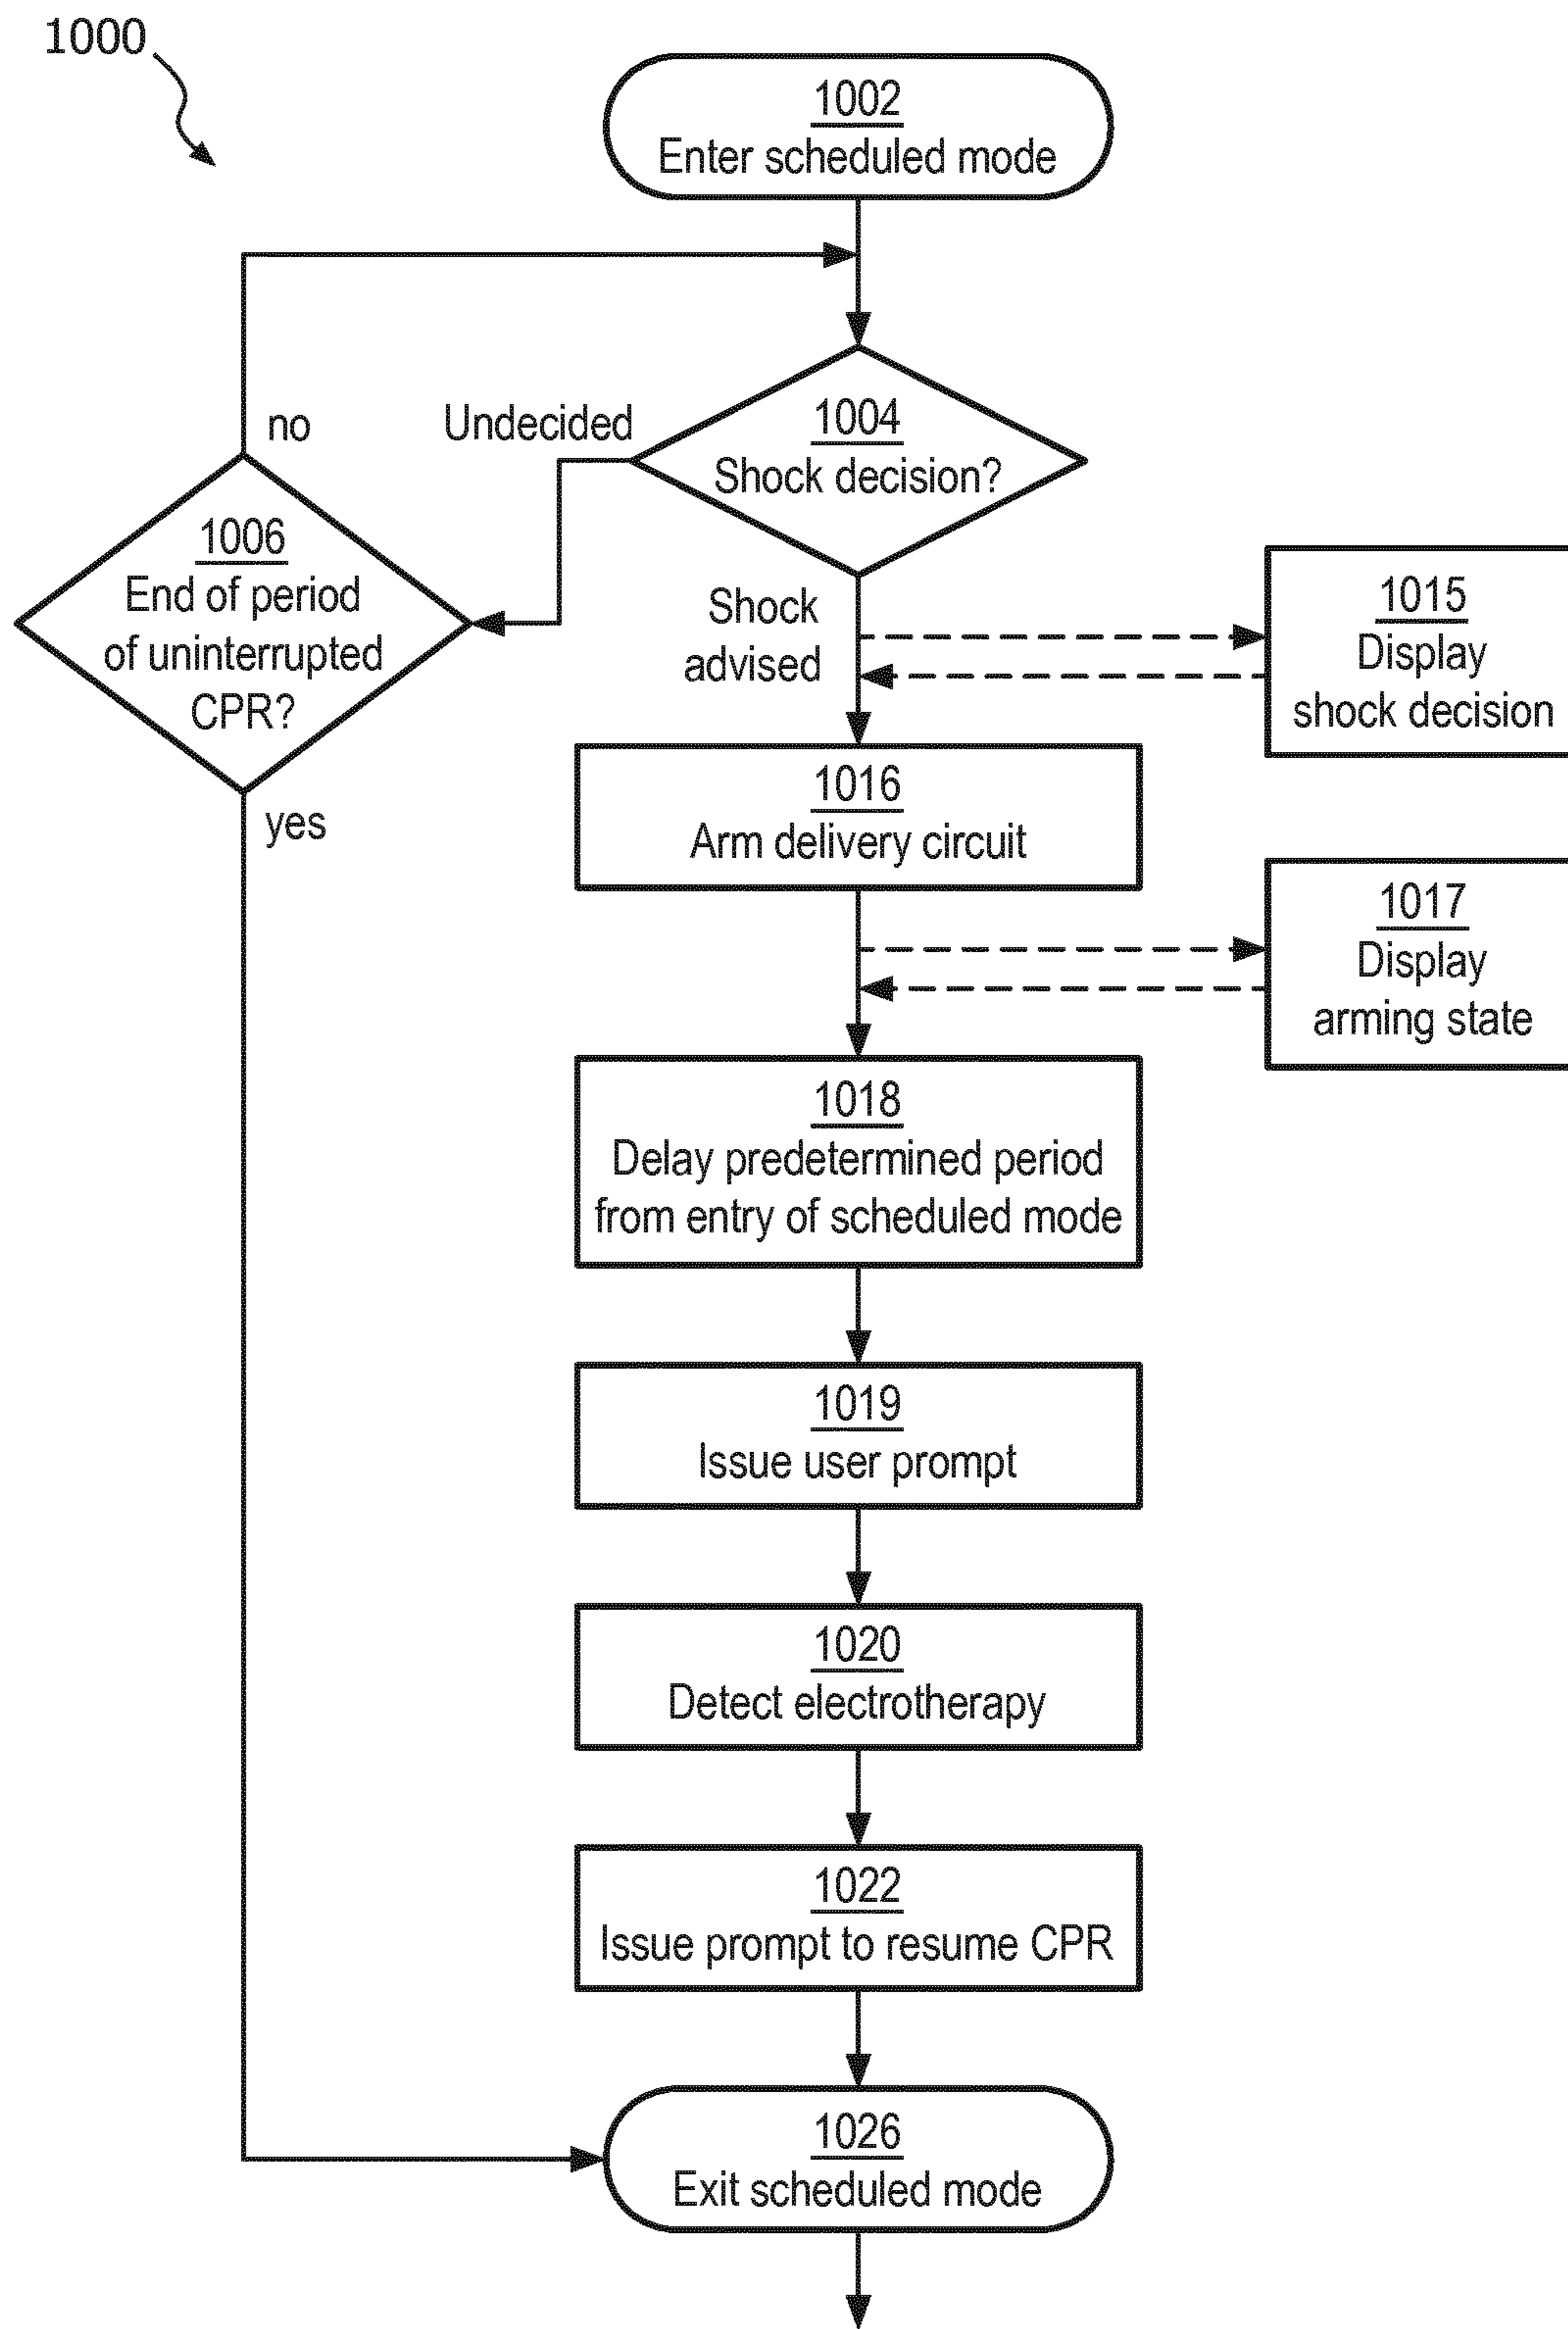 1000
1002
Enter scheduled mode
no
Undecided
1004
Shock decision?
1006
End of period
of uninterrupted
CPR?
yes
Shock
advised
1015
Display
shock decision
1016
Arm delivery circuit
1017
Display
arming state
1018
Delay predetermined period
from entry of scheduled mode
1019
Issue user prompt
1020
Detect electrotherapy
1022
Issue prompt to resume CPR
1026
Exit scheduled mode